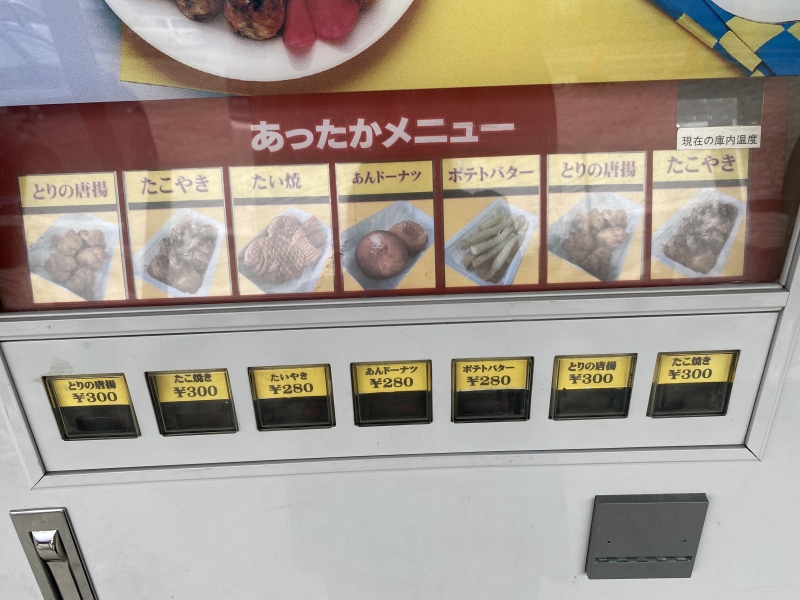 あったかメニュー
現在の庫内温度
とりの唐揚
たこやき
たい焼
あんドーナツ
ポテトバター
とりの唐揚
たこやき
とりの唐揚
¥300
たこ焼き
¥300
たいやき
¥280
あんドーナツ
¥280
ポテトバター
¥280
とりの唐揚
¥300
たこ焼き
¥300